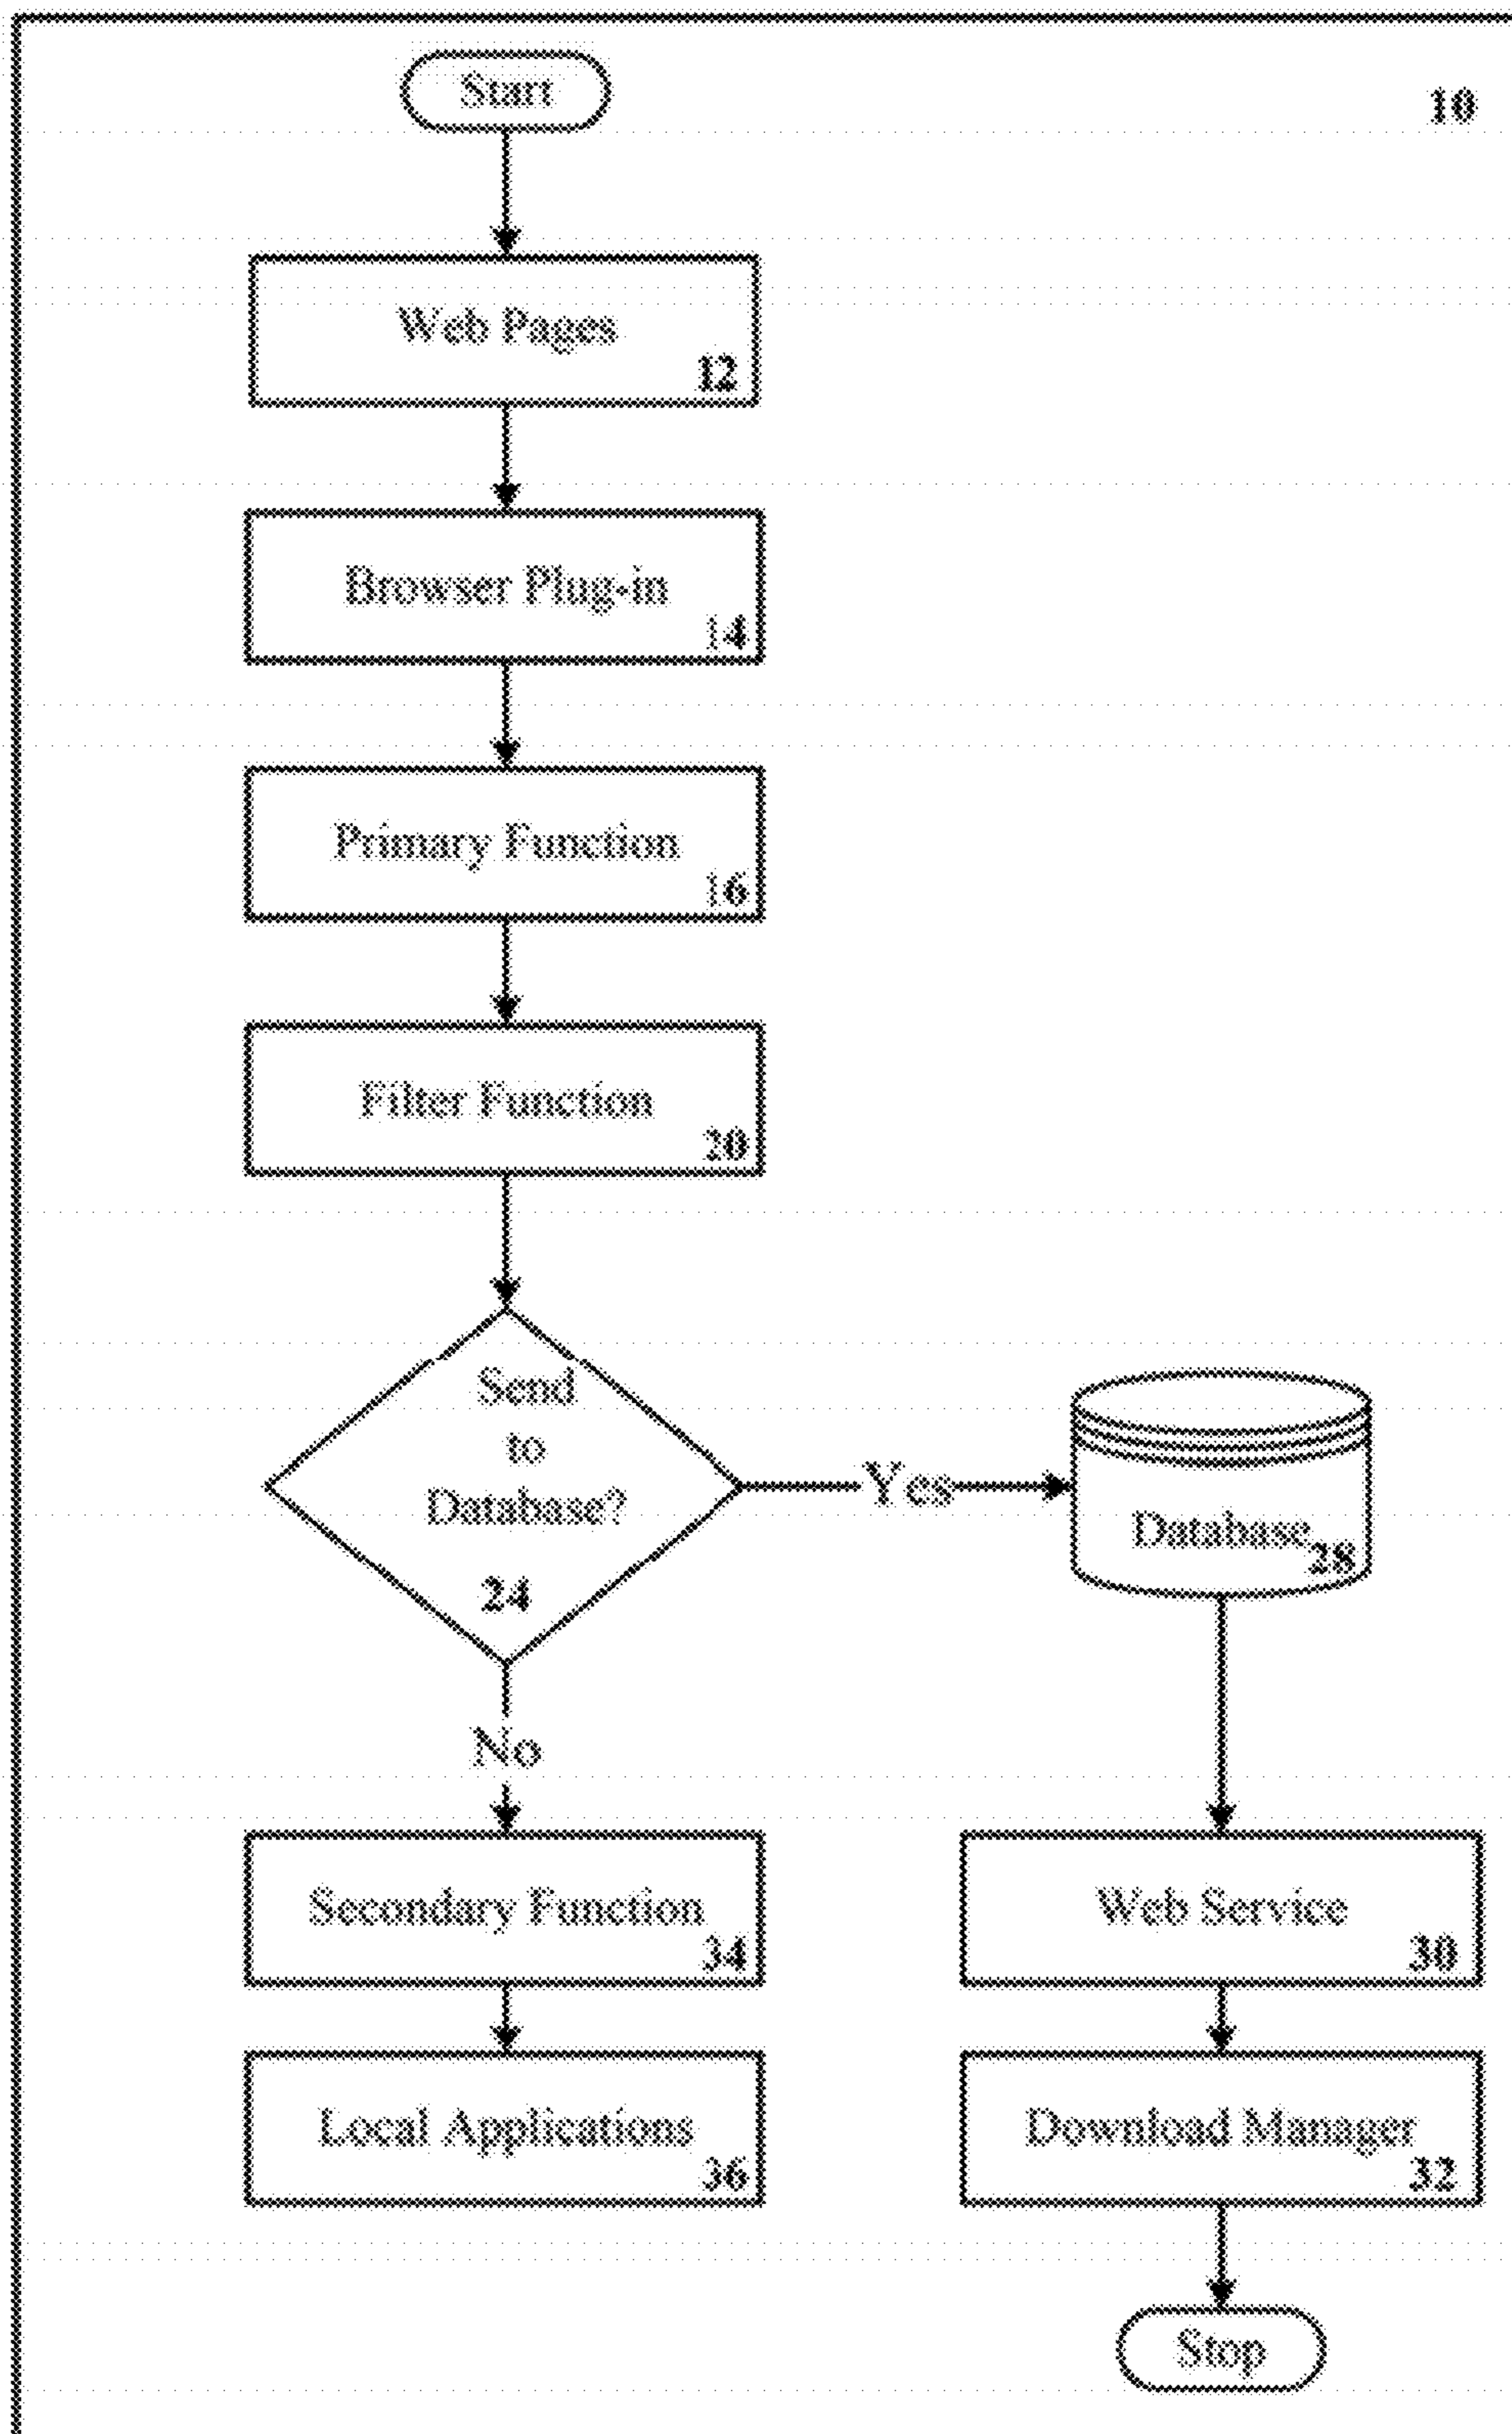 Start
10
Web Pages
12
Browser Plug-in
14
Primary Function
16
Filter Function
20
Send
to
Database?
24
Yes
Database
28
No
Secondary Function
34
Web Service
30
Local Applications
36
Download Manager
32
Stop